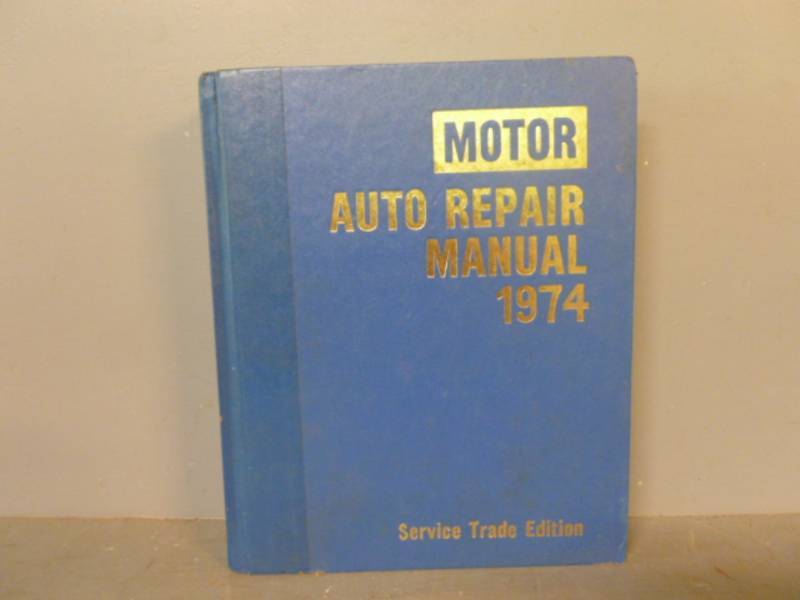 MOTOR
AUTO REPAIR
MANUAL
1974
Service Trade Edition